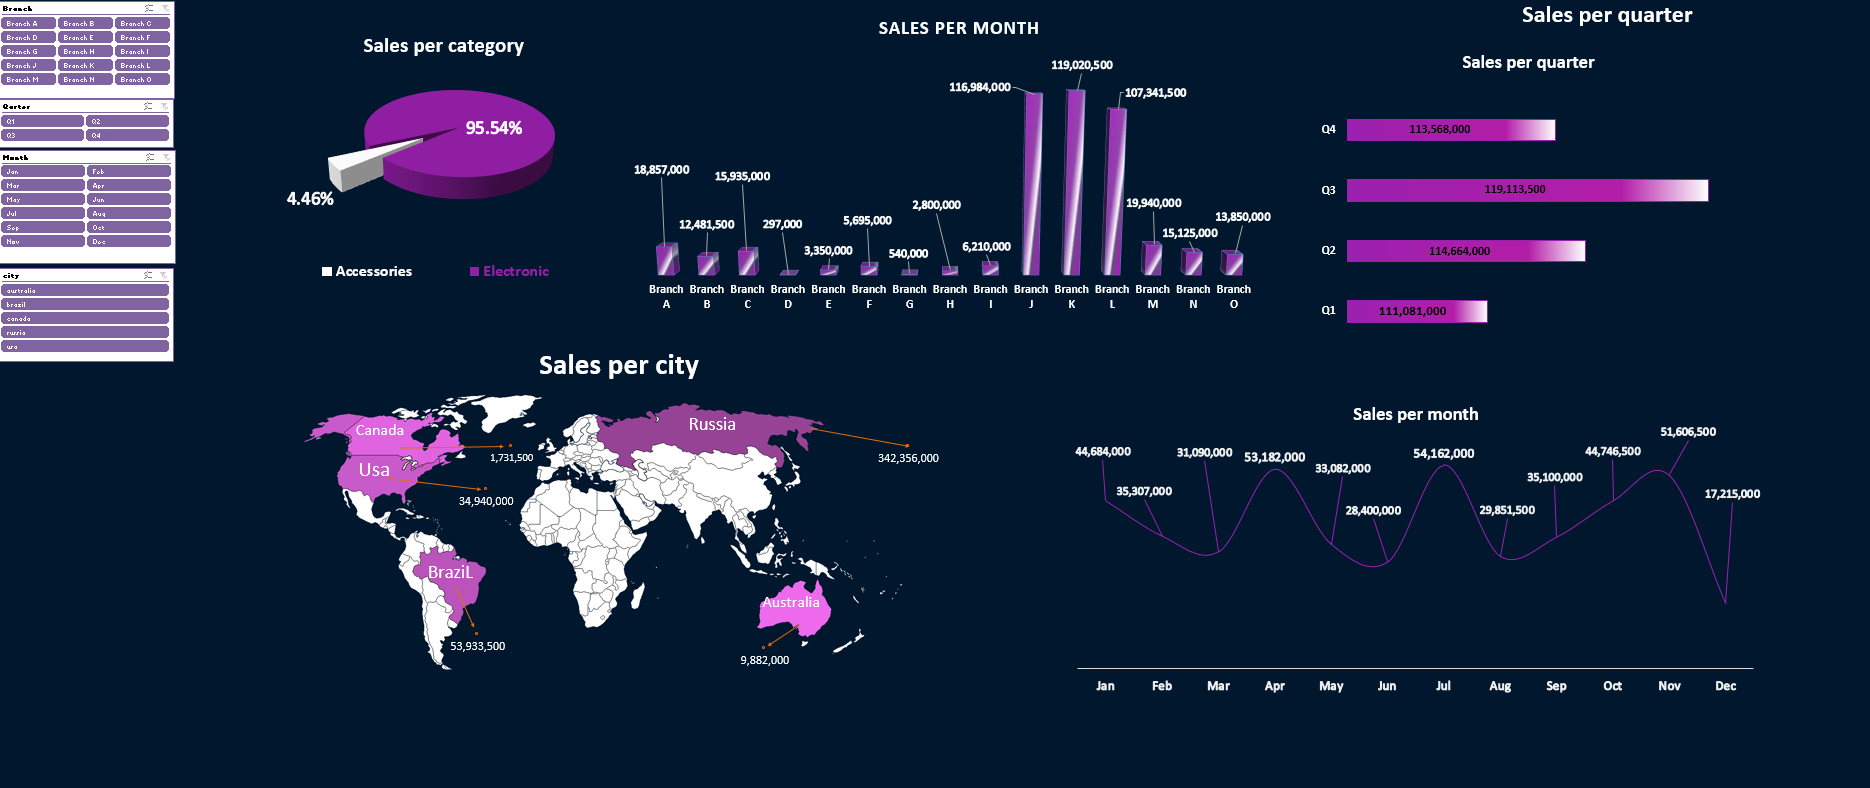 Branch
Branch A Branch B Branch C
Branch D Branch E Branch F
Branch G Branch H Branch I
Branch J Branch K Branch L
Branch M Branch N Branch O
Qarter
Q1 Q2
Q3 Q4
Month
Jan Feb
Mar Apr
May Jun
Jul Aug
Sep Oct
Nov Dec
city
australia
brazil
canada
russia
usa
Sales per category
95.54%
4.46%
Accessories Electronic
SALES PER MONTH
18,857,000
12,481,500
15,935,000
297,000
3,350,000
5,695,000
540,000
2,800,000
6,210,000
116,984,000
119,020,500
107,341,500
19,940,000
15,125,000
13,850,000
Branch Branch Branch Branch Branch Branch Branch Branch Branch Branch Branch Branch Branch Branch Branch
A B C D E F G H I J K L M N O
Sales per quarter
Sales per quarter
Q4 113,568,000
Q3 119,113,500
Q2 114,664,000
Q1 111,081,000
Sales per city
Canada
1,731,500
Usa
34,940,000
BraziL
53,933,500
Russia
342,356,000
Australia
9,882,000
Sales per month
44,684,000
35,307,000
31,090,000
53,182,000
33,082,000
28,400,000
54,162,000
29,851,500
35,100,000
44,746,500
51,606,500
17,215,000
Jan Feb Mar Apr May Jun Jul Aug Sep Oct Nov Dec